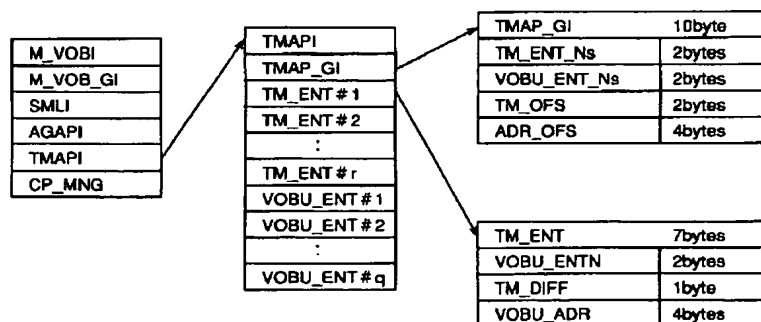 M_VOBI
M_VOB_GI
SMLI
AGAPI
TMAPI
CP_MNG
TMAPI
TMAP_GI
TM_ENT#1
TM_ENT#2
:
TM_ENT#r
VOBU_ENT#1
VOBU_ENT#2
:
VOBU_ENT#q
TMAP_GI 10byte
TM_ENT_Ns 2bytes
VOBU_ENT_Ns 2bytes
TM_OFS 2bytes
ADR_OFS 4bytes
TM_ENT 7bytes
VOBU_ENTN 2bytes
TM_DIFF 1byte
VOBU_ADR 4bytes